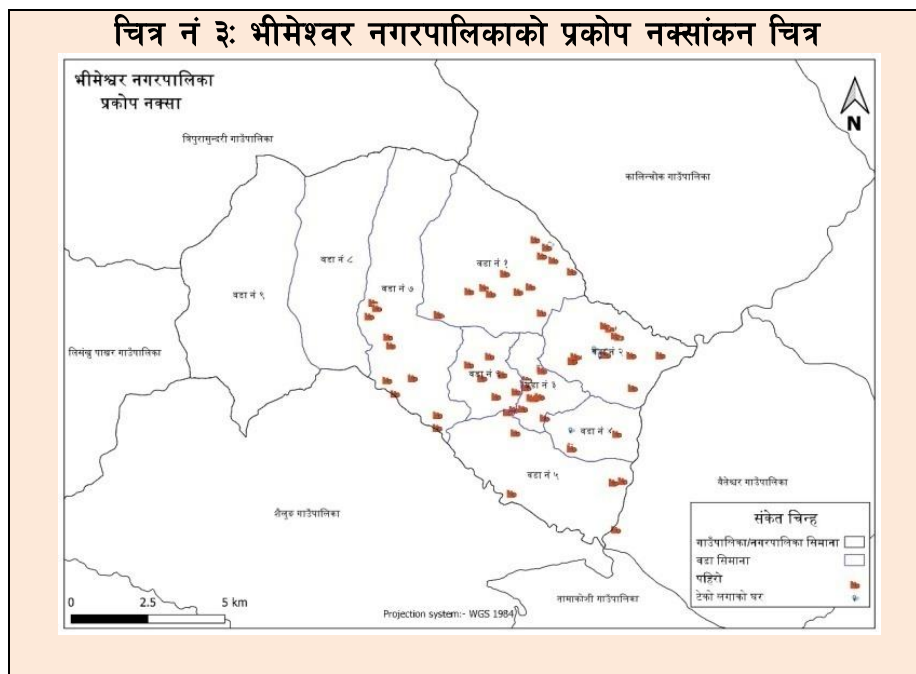 चित्र नं ३: भीमेश्वर नगरपालिकाको प्रकोप नक्सांकन चित्र
भीमेश्वर नगरपालिका
प्रकोप नक्सा
N
त्रिपुरासुन्दरी गाउँपालिका
कालिन्चोक गाउँपालिका
वडा नं १
वडा नं ८
वडा नं ७
वडा नं ९
लिसंखु पाखर गाउँपालिका
नं २
वडा
वडा ३
वडा नं ४
वडा नं ५
वैतेश्वर गाउँपालिका
शैलुङ गाउँपालिका
संकेत चिन्ह
गाउँपालिका/नगरपालिका सिमाना
वडा सिमाना
पहिरो
टेको लगाको घर
तामाकोशी गाउँपालिका
0 2.5 5 km
Projection system:- WGS 1984